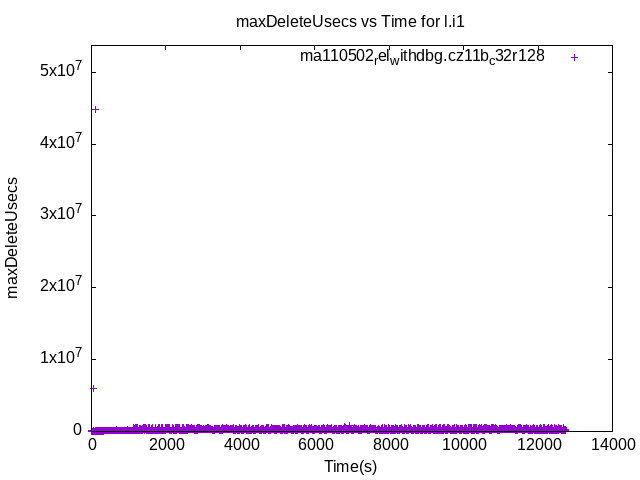 maxDeleteUsecs vs Time for l.i1
ma110502_relwithdbg.cz11b_c32r128
5x10^7
4x10^7
3x10^7
2x10^7
1x10^7
0
maxDeleteUsecs
0 2000 4000 6000 8000 10000 12000 14000
Time(s)